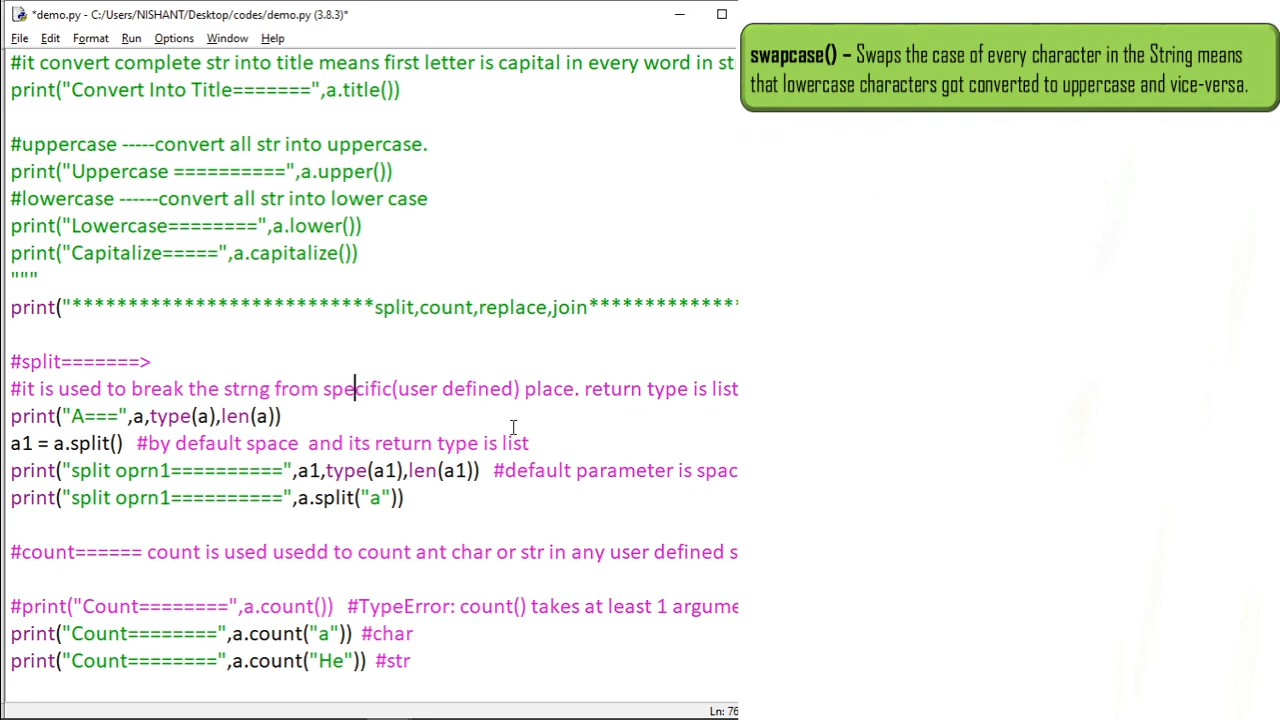 *demo.py - C:/Users/NISHANT/Desktop/codes/demo.py (3.8.3)*
File Edit Format Run Options Window Help
#it convert complete str into title means first letter is capital in every word in st
print("Convert Into Title=======",a.title())
#uppercase -----convert all str into uppercase.
print("Uppercase ==========",a.upper())
#lowercase ------convert all str into lower case
print("Lowercase========",a.lower())
print("Capitalize=====",a.capitalize())
"""
print("***************************split,count,replace,join*************
#split=======>
#it is used to break the strng from specific(user defined) place. return type is list
print("A===",a,type(a),len(a))
a1 = a.split() #by default space and its return type is list
print("split oprn1==========",a1,type(a1),len(a1)) #default parameter is spac
print("split oprn1==========",a.split("a"))
#count====== count is used usedd to count ant char or str in any user defined s
#print("Count========",a.count()) #TypeError: count() takes at least 1 argume
print("Count========",a.count("a")) #char
print("Count========",a.count("He")) #str
Ln: 76
swapcase() – Swaps the case of every character in the String means
that lowercase characters got converted to uppercase and vice-versa.